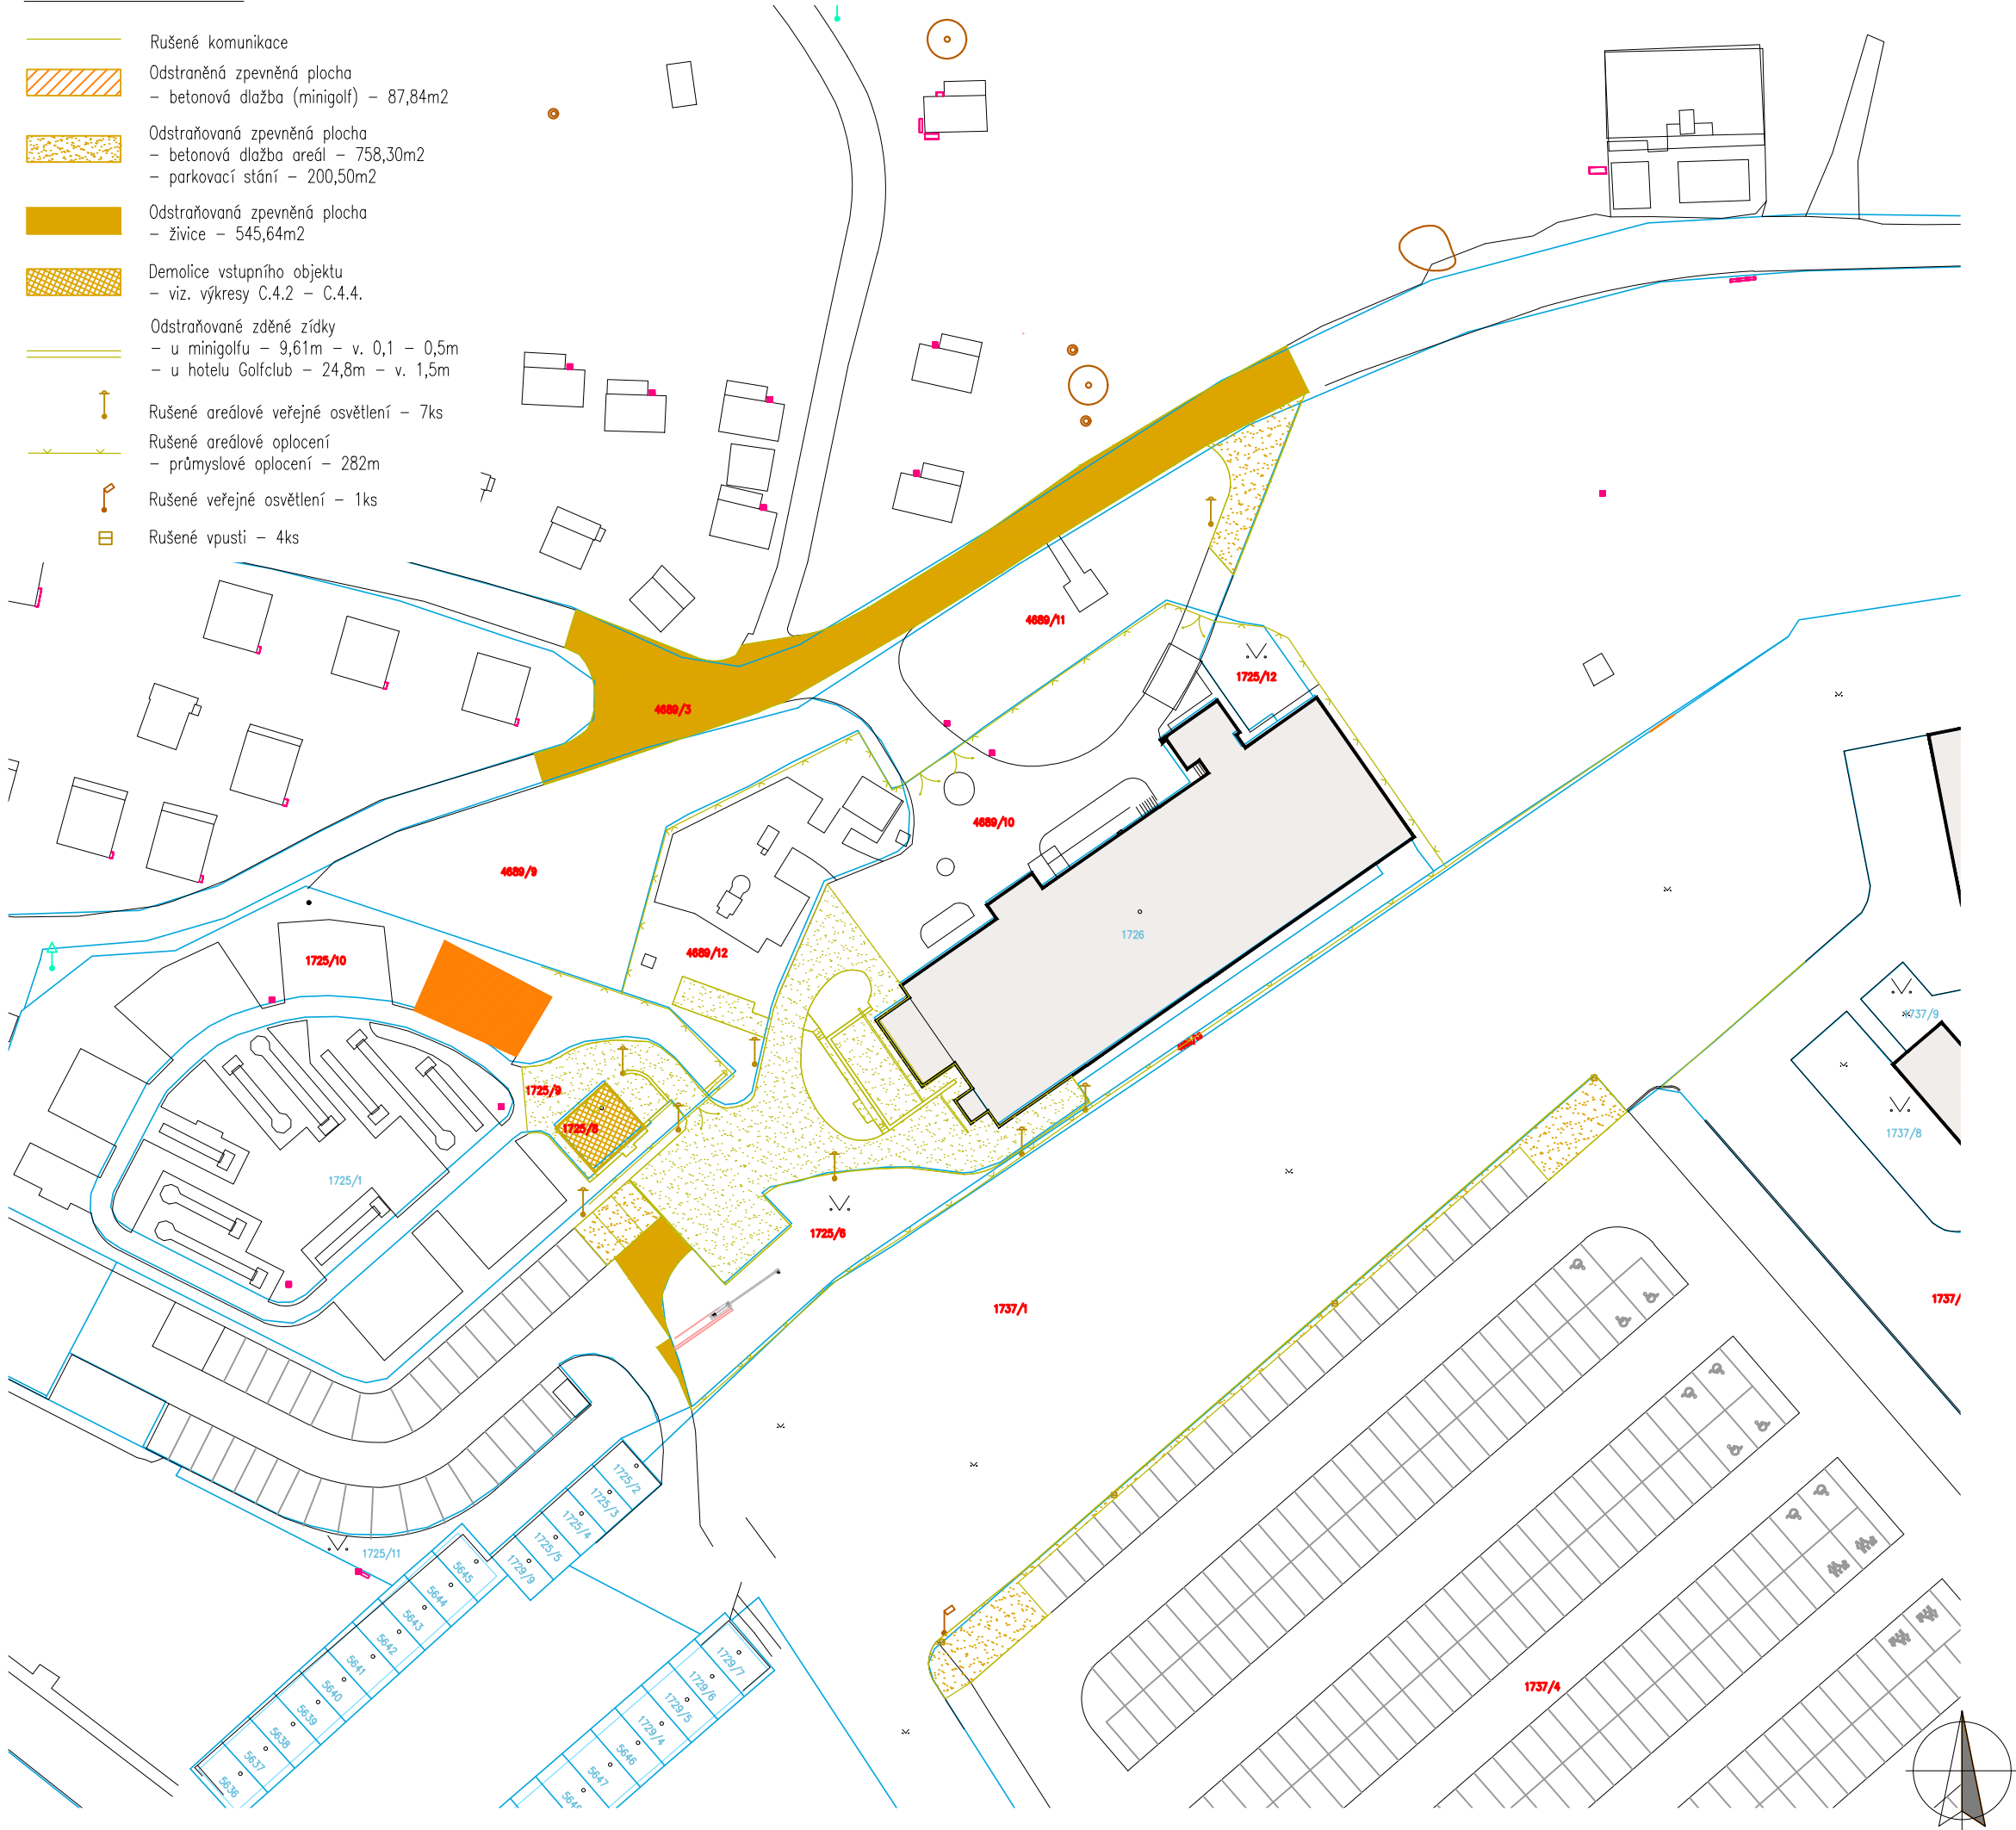 Rušené komunikace
Odstraněná zpevněná plocha
- betonová dlažba (minigolf) - 87,84m2
Odstraňovaná zpevněná plocha
- betonová dlažba areál - 758,30m2
- parkovací stání - 200,50m2
Odstraňovaná zpevněná plocha
- živice - 545,64m2
Demolice vstupního objektu
- viz. výkresy C.4.2 - C.4.4.
Odstraňované zděné zídky
- u minigolfu - 9,61m - v. 0,1 - 0,5m
- u hotelu Golfclub - 24,8m - v. 1,5m
Rušené areálové veřejné osvětlení - 7ks
Rušené areálové oplocení
- průmyslové oplocení - 282m
Rušené veřejné osvětlení - 1ks
Rušené vpusti - 4ks
4689/11
1725/12
4689/3
4689/10
4689/9
1726
4689/12
1725/10
1737/9
1725/9
1725/8
1737/8
1725/1
1725/6
1737/1
1737/
1725/2
1725/3
1725/4
1725/5
1729/9
1725/11
5645
5644
5643
5642
5641
5640
5639
5638
5637
5636
1729/7
1729/6
1729/5
1729/4
5646
5647
1737/4